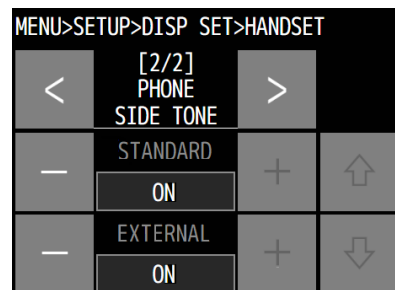 MENU>SETUP>DISP SET>HANDSET
< [2/2] >
PHONE
SIDE TONE
STANDARD
− ON +
EXTERNAL
− ON +